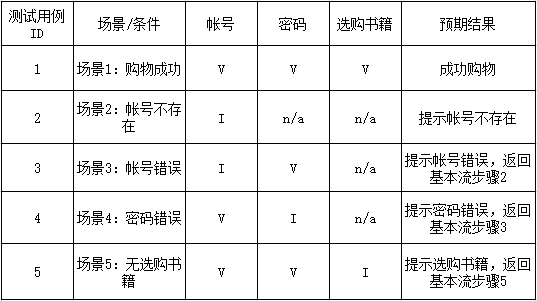 测试用例ID 场景/条件 帐号 密码 选购书籍 预期结果
1 场景1：购物成功 V V V 成功购物
2 场景2：帐号不存在 I n/a n/a 提示帐号不存在
3 场景3：帐号错误 I V n/a 提示帐号错误，返回基本流步骤2
4 场景4：密码错误 V I n/a 提示密码错误，返回基本流步骤3
5 场景5：无选购书籍 V V I 提示选购书籍，返回基本流步骤5